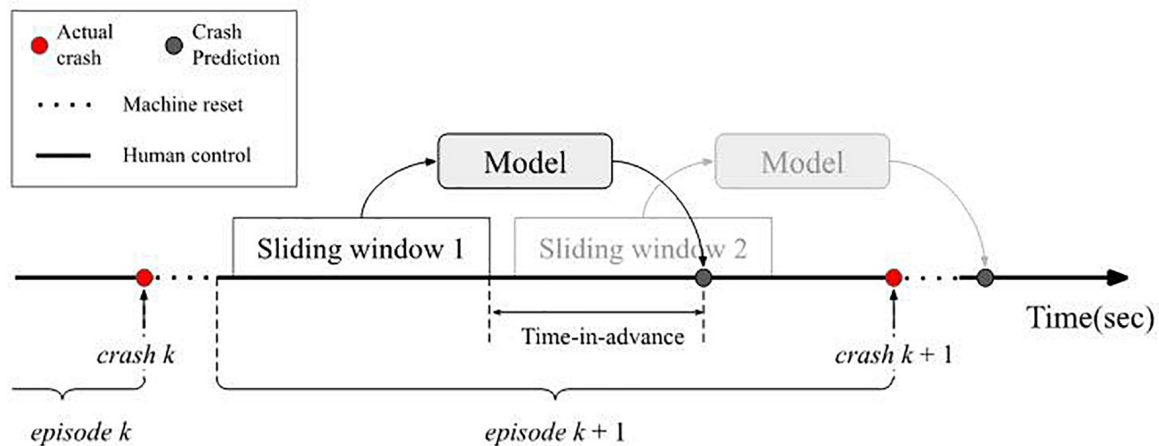 Actual
crash
Crash
Prediction
Machine reset
Human control
Model
Model
Sliding window 1
Sliding window 2
Time(sec)
Time-in-advance
crash k
crash k + 1
episode k
episode k + 1